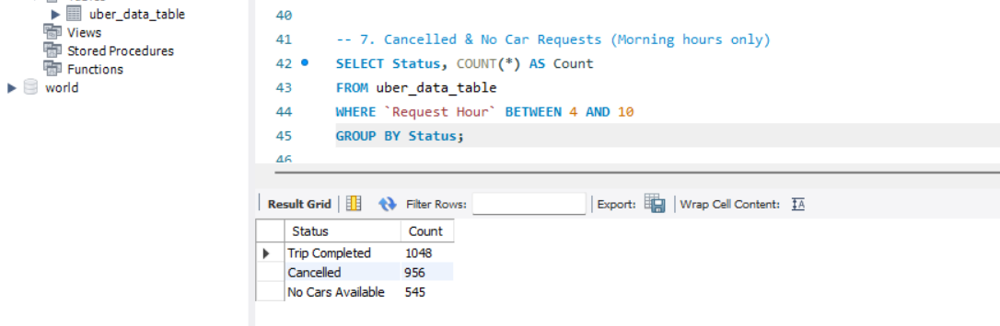 uber_data_table
Views
Stored Procedures
Functions
world
40
41 -- 7. Cancelled & No Car Requests (Morning hours only)
42 SELECT Status, COUNT(*) AS Count
43 FROM uber_data_table
44 WHERE `Request Hour` BETWEEN 4 AND 10
45 GROUP BY Status;
46
Result Grid Filter Rows: Export: Wrap Cell Content: IA
Status Count
Trip Completed 1048
Cancelled 956
No Cars Available 545